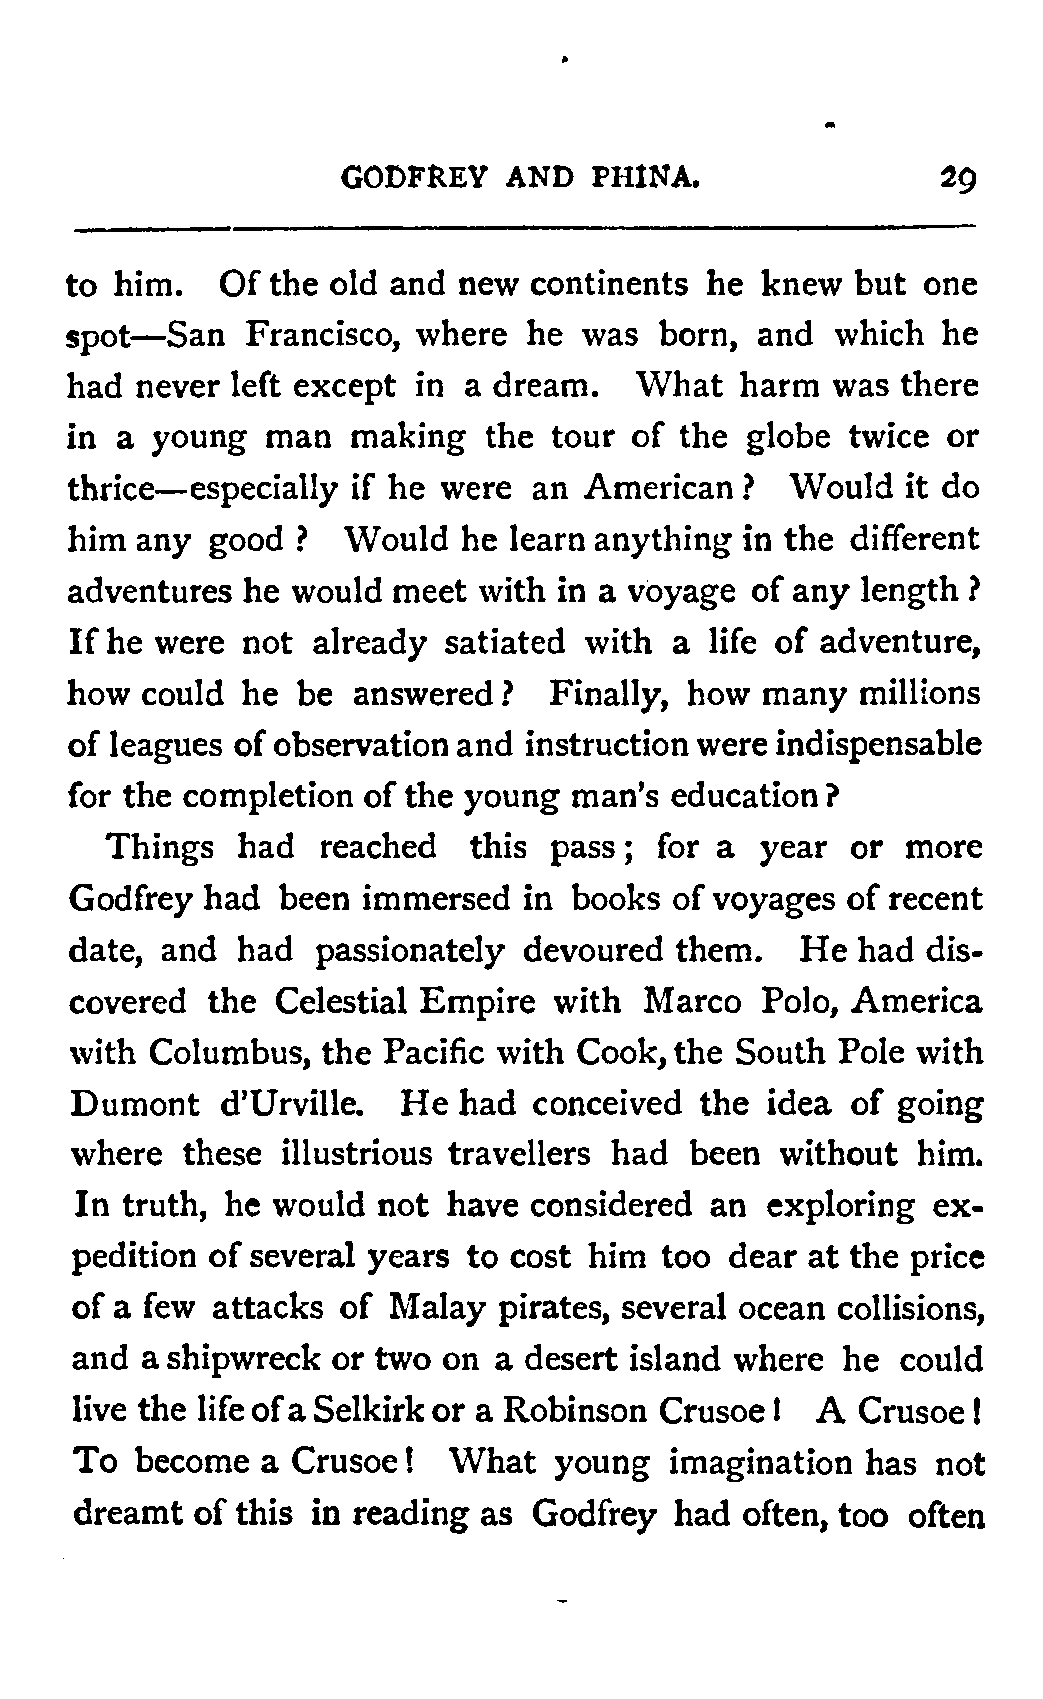 GODFREY AND PHINA. 29
to him. Of the old and new continents he knew but one
spot—San Francisco, where he was born, and which he
had never left except in a dream. What harm was there
in a young man making the tour of the globe twice or
thrice—especially if he were an American? Would it do
him any good? Would he learn anything in the different
adventures he would meet with in a voyage of any length?
If he were not already satiated with a life of adventure,
how could he be answered? Finally, how many millions
of leagues of observation and instruction were indispensable
for the completion of the young man's education?
Things had reached this pass; for a year or more
Godfrey had been immersed in books of voyages of recent
date, and had passionately devoured them. He had dis-
covered the Celestial Empire with Marco Polo, America
with Columbus, the Pacific with Cook, the South Pole with
Dumont d'Urville. He had conceived the idea of going
where these illustrious travellers had been without him.
In truth, he would not have considered an exploring ex-
pedition of several years to cost him too dear at the price
of a few attacks of Malay pirates, several ocean collisions,
and a shipwreck or two on a desert island where he could
live the life of a Selkirk or a Robinson Crusoe! A Crusoe!
To become a Crusoe! What young imagination has not
dreamt of this in reading as Godfrey had often, too often